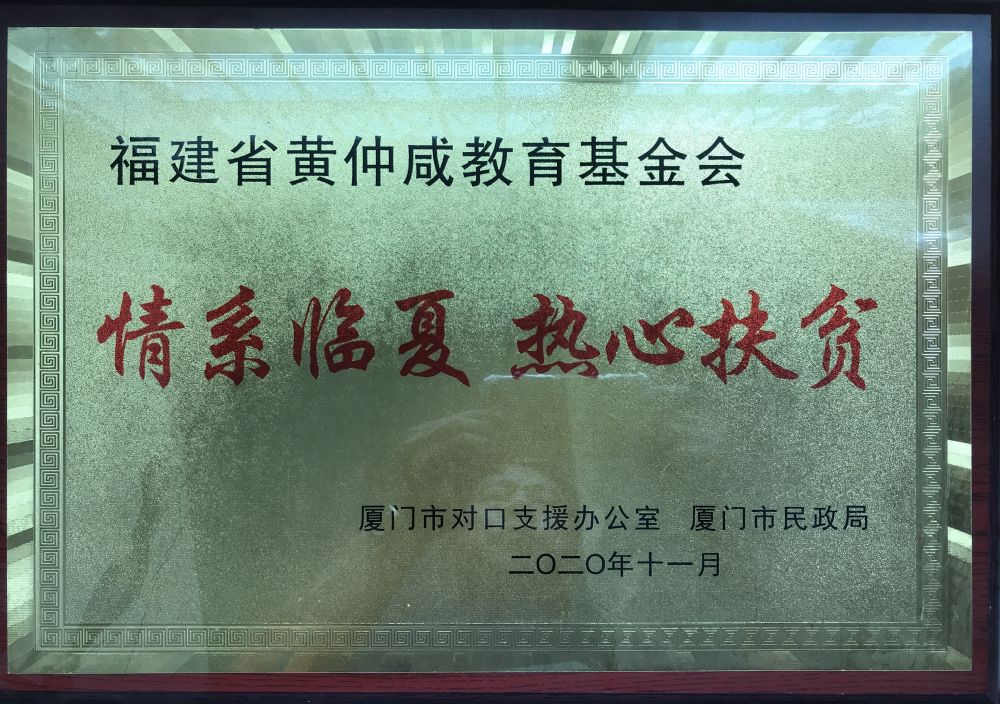 福建省黄仲咸教育基金会
情系临夏 热心扶贫
厦门市对口支援办公室 厦门市民政局
二〇二〇年十一月